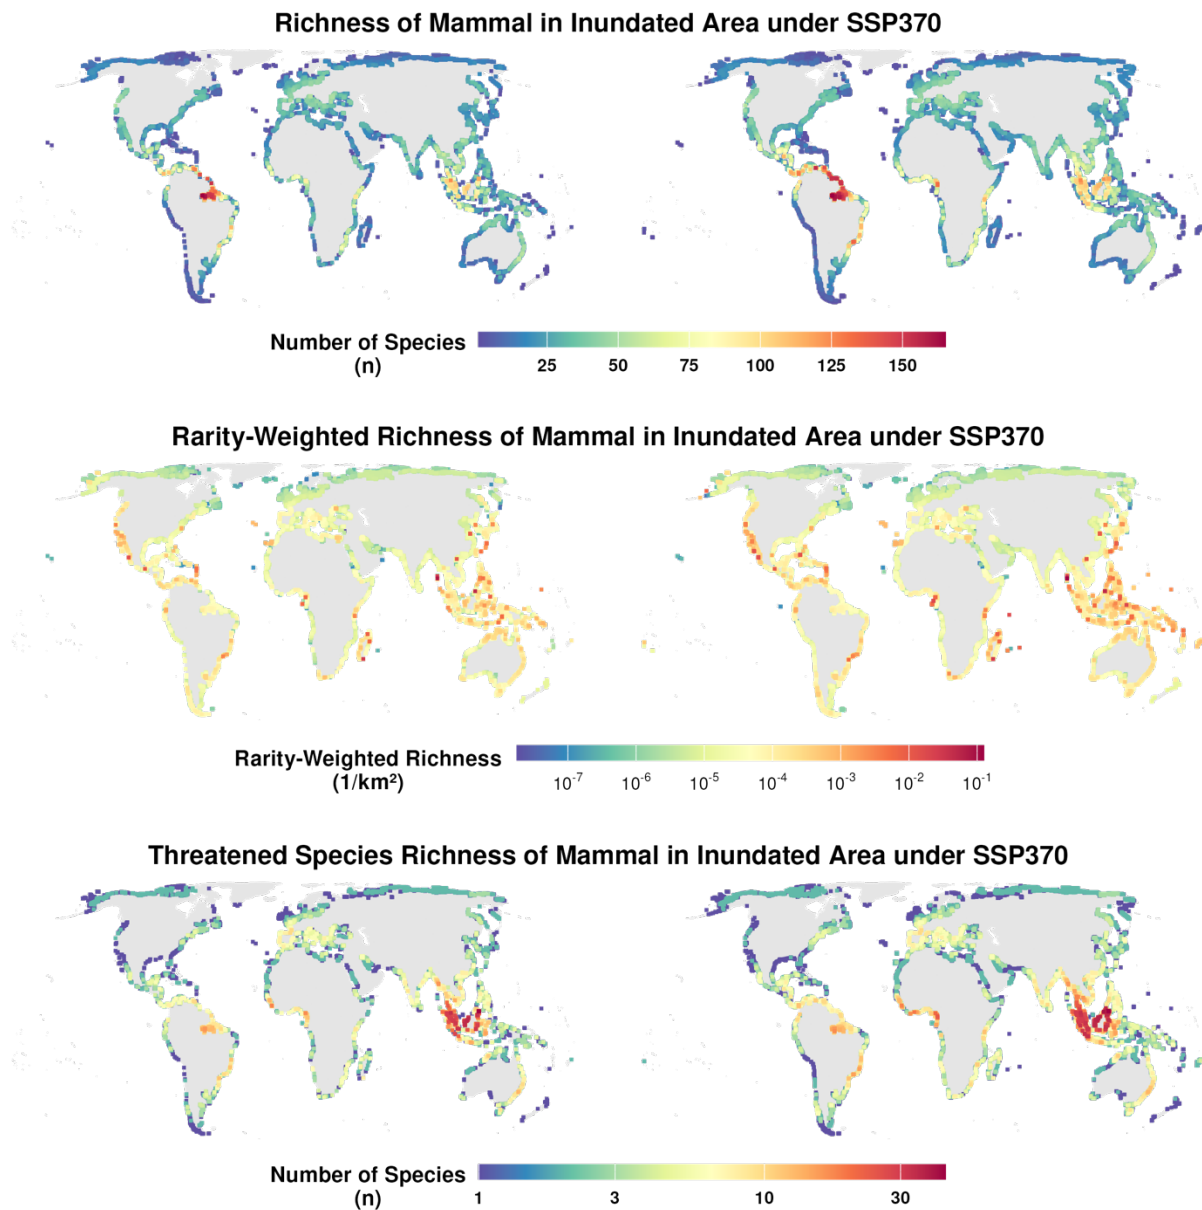 Richness of Mammal in Inundated Area under SSP370
Number of Species
(n)
25 50 75 100 125 150
Rarity-Weighted Richness of Mammal in Inundated Area under SSP370
Rarity-Weighted Richness
(1/km²)
10⁻⁷ 10⁻⁶ 10⁻⁵ 10⁻⁴ 10⁻³ 10⁻² 10⁻¹
Threatened Species Richness of Mammal in Inundated Area under SSP370
Number of Species
(n)
1 3 10 30